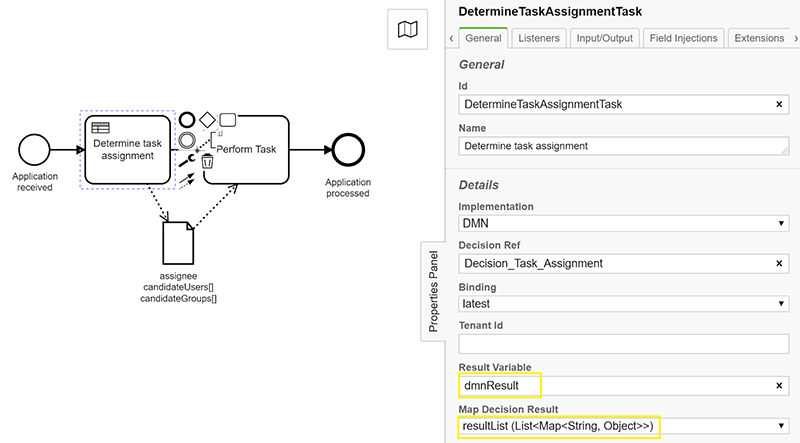 Application
received
Determine task
assignment
Perform Task
Application
processed
assignee
candidateUsers[]
candidateGroups[]
Properties Panel
DetermineTaskAssignmentTask
General
Listeners
Input/Output
Field Injections
Extensions
General
Id
DetermineTaskAssignmentTask
Name
Determine task assignment
Details
Implementation
DMN
Decision Ref
Decision_Task_Assignment
Binding
latest
Tenant Id
Result Variable
dmnResult
Map Decision Result
resultList (List<Map<String, Object>>)